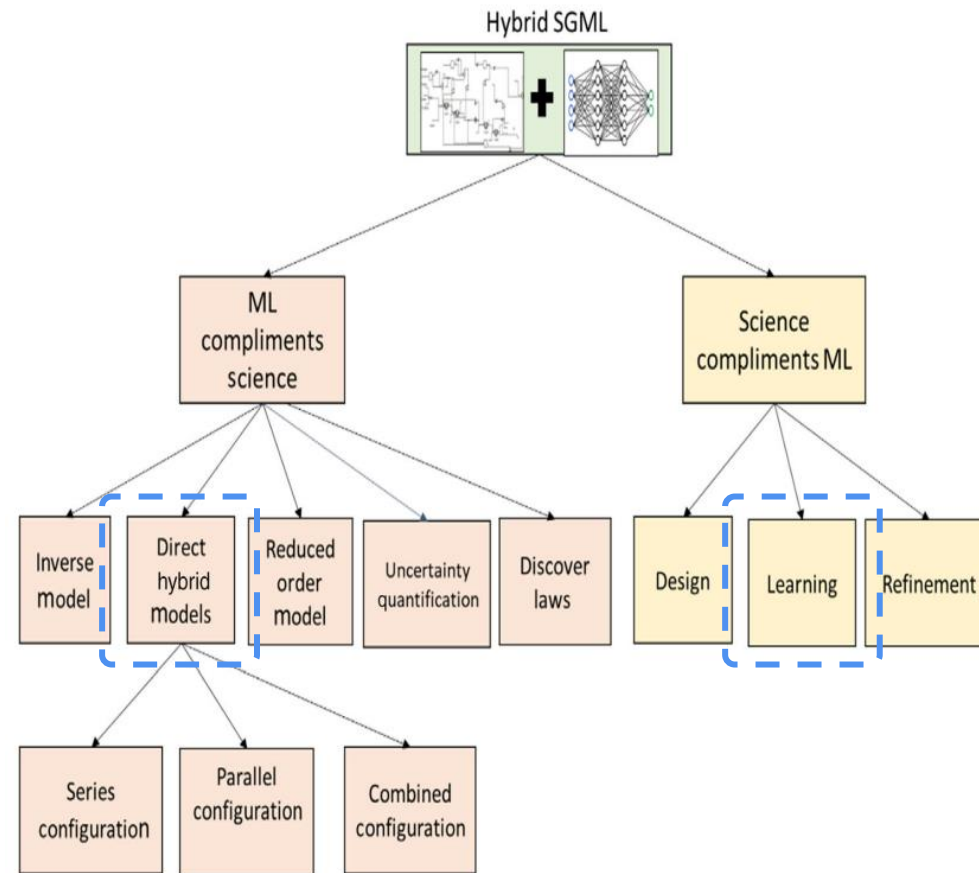 Hybrid SGML
ML
compliments
science
Science
compliments ML
Inverse
model
Direct
hybrid
models
Reduced
order
model
Uncertainty
quantification
Discover
laws
Design
Learning
Refinement
Series
configuration
Parallel
configuration
Combined
configuration